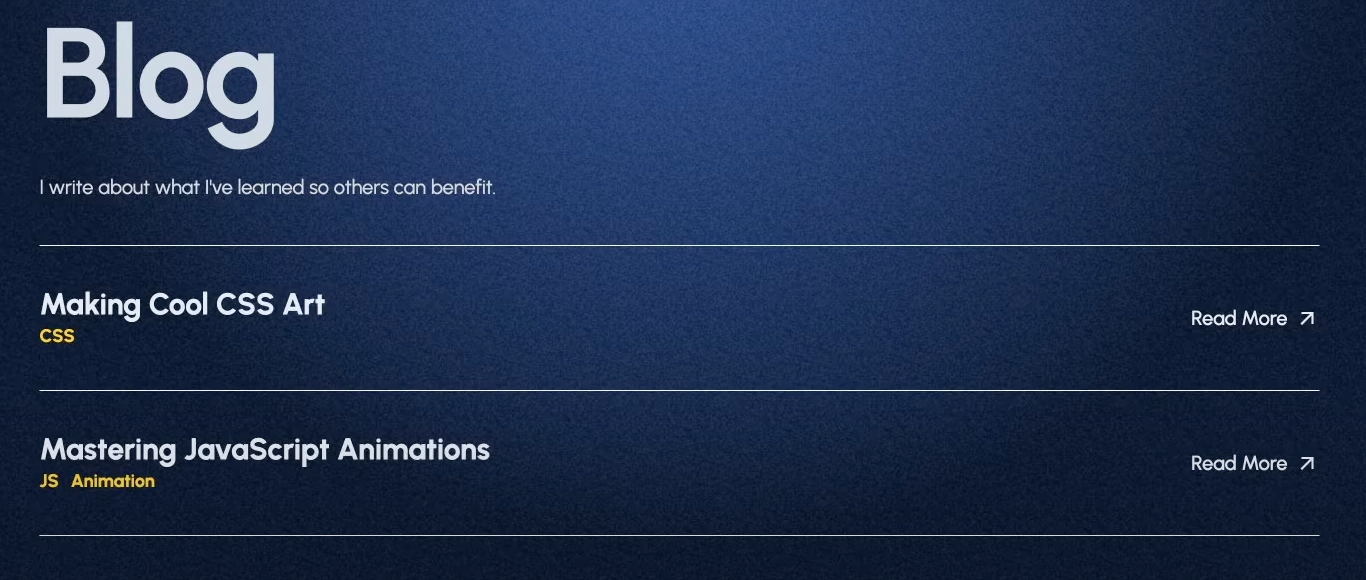 Blog
I write about what I've learned so others can benefit.
Making Cool CSS Art
CSS
Read More
Mastering JavaScript Animations
JS Animation
Read More